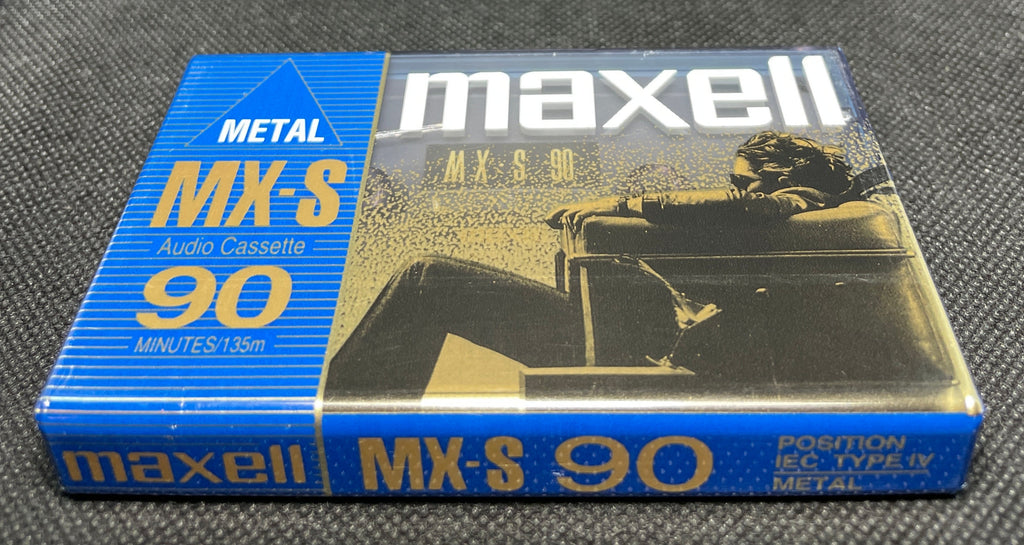 METAL
MX-S
Audio Cassette
90
MINUTES/135m
maxell
MX-S 90
maxell
MX-S 90
POSITION
IEC TYPE IV
METAL